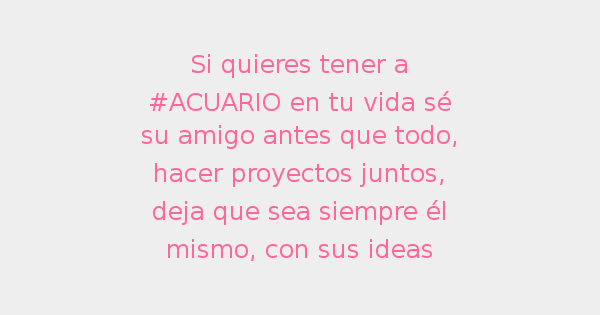 Si quieres tener a
#ACUARIO en tu vida sé
su amigo antes que todo,
hacer proyectos juntos,
deja que sea siempre él
mismo, con sus ideas